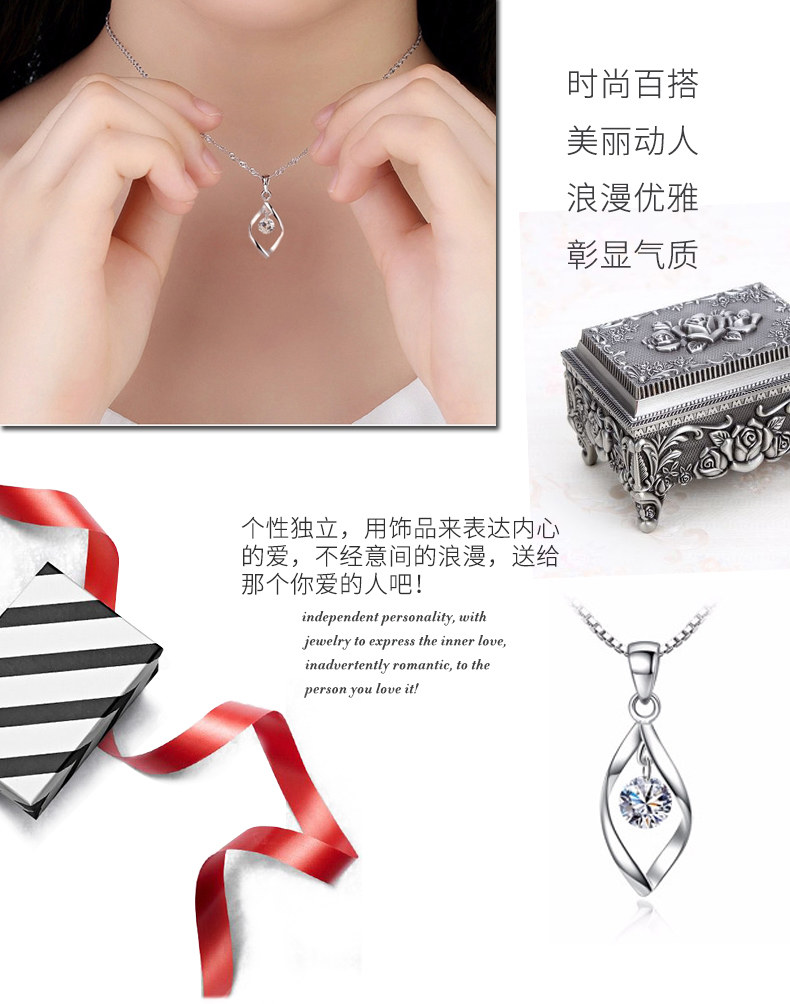 时尚百搭
美丽动人
浪漫优雅
彰显气质
个性独立，用饰品来表达内心
的爱，不经意间的浪漫，送给
那个你爱的人吧！
independent personality, with
jewelry to express the inner love,
inadvertently romantic, to the
person you love it!